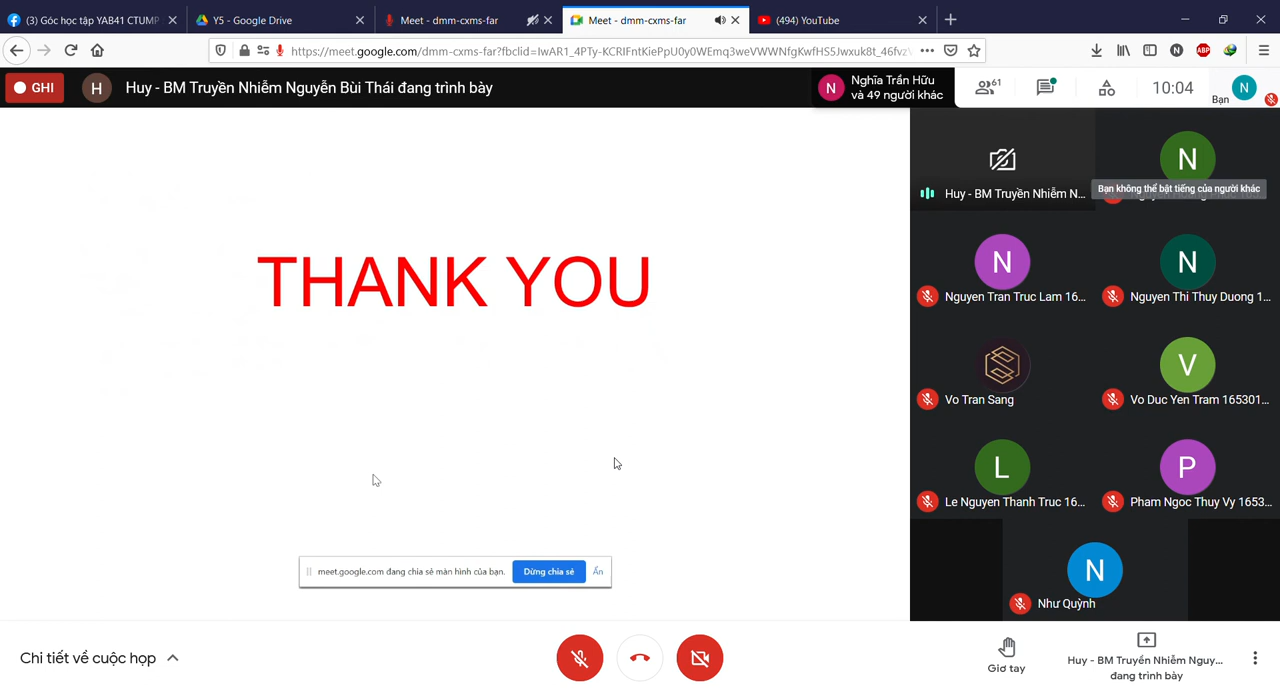 (3) Góc học tập YAB41 CTUMP
Y5 - Google Drive
Meet - dmm-cxms-far
Meet - dmm-cxms-far
(494) YouTube
https://meet.google.com/dmm-cxms-far?fbclid=
N
ABP
GHI
H
Huy - BM Truyền Nhiễm Nguyễn Bùi Thái đang trình bày
N
Nghĩa Trần Hữu
và 49 người khác
61
10:04
Bạn
N
THANK YOU
meet.google.com đang chia sẻ màn hình của bạn.
Dừng chia sẻ
Ẩn
Huy - BM Truyền Nhiễm N...
N
Bạn không thể bật tiếng của người khác
N
Nguyen Tran Truc Lam 16...
N
Nguyen Thi Thuy Duong 1...
Vo Tran Sang
V
Vo Duc Yen Tram 165301...
L
Le Nguyen Thanh Truc 16...
P
Pham Ngoc Thuy Vy 1653...
N
Như Quỳnh
Chi tiết về cuộc họp
Giơ tay
Huy - BM Truyền Nhiễm Nguy...
đang trình bày